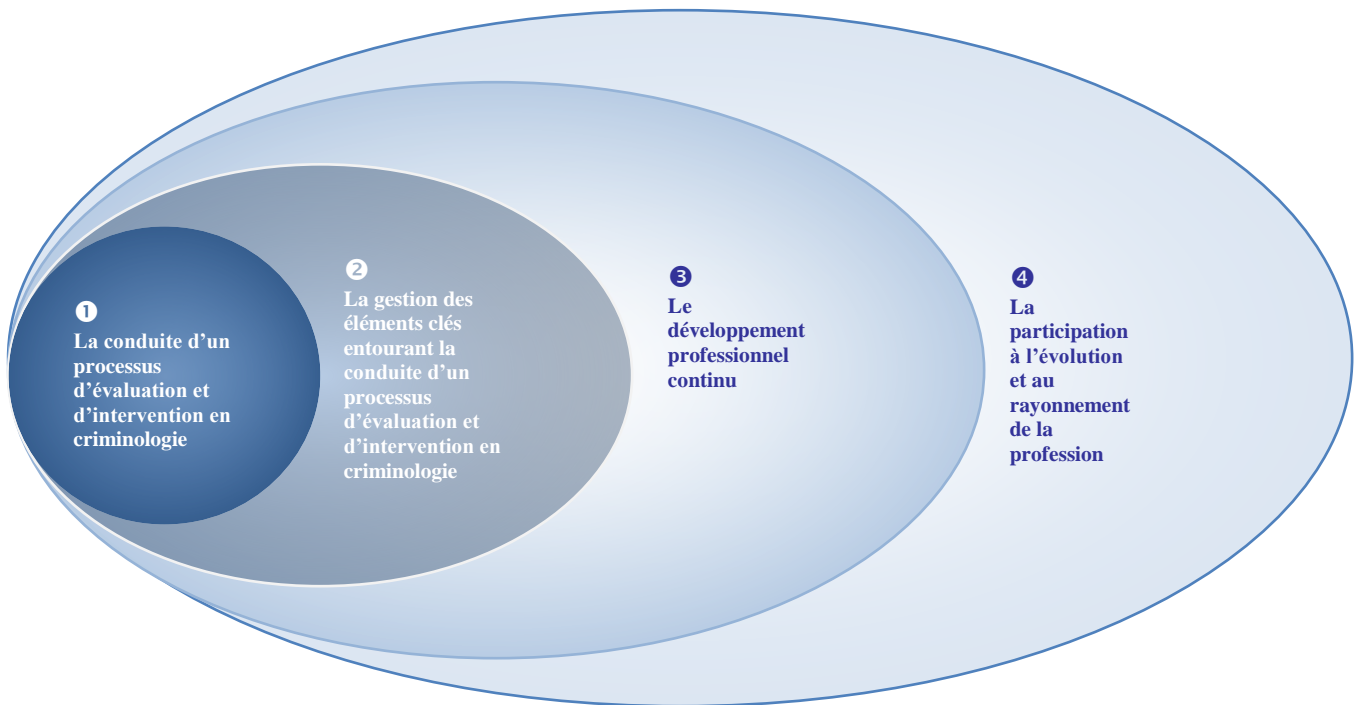 ❶
La conduite d’un
processus
d’évaluation et
d’intervention en
criminologie
❷
La gestion des
éléments clés
entourant la
conduite d’un
processus
d’évaluation et
d’intervention en
criminologie
❸
Le
développement
professionnel
continu
❹
La
participation
à l’évolution
et au
rayonnement
de la
profession